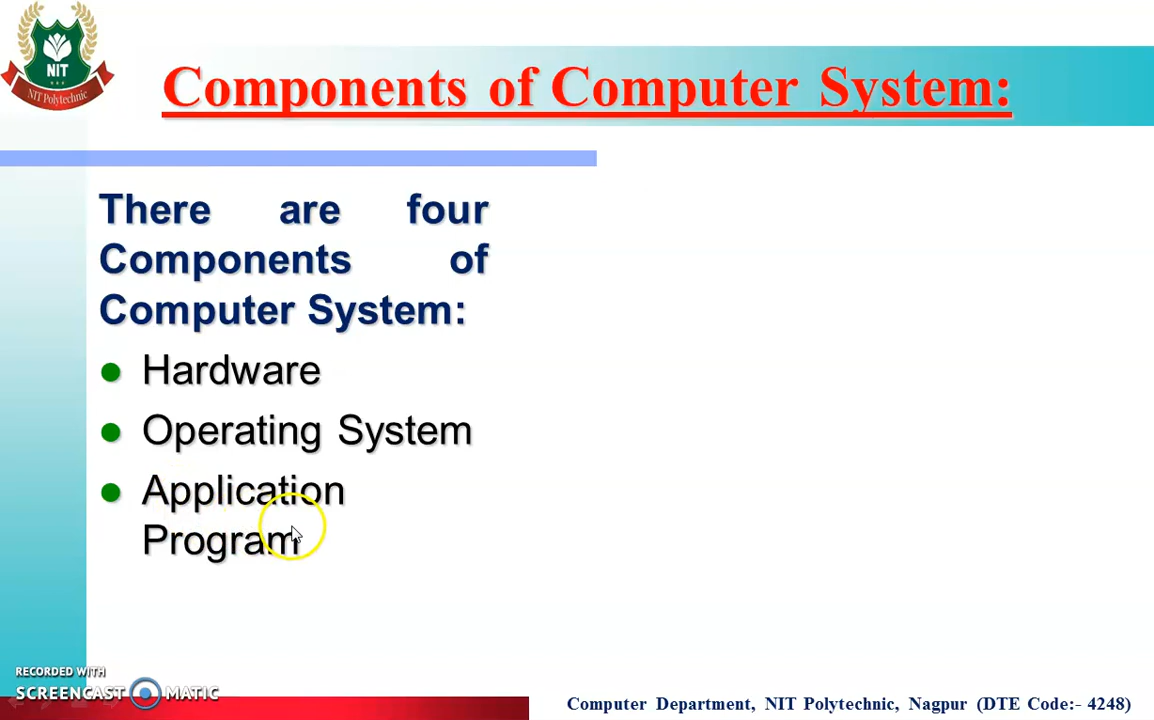 NIT
NIT Polytechnic
Components of Computer System:
There are four
Components of
Computer System:
Hardware
Operating System
Application
Program
RECORDED WITH
SCREENCAST MATIC
Computer Department, NIT Polytechnic, Nagpur (DTE Code:- 4248)